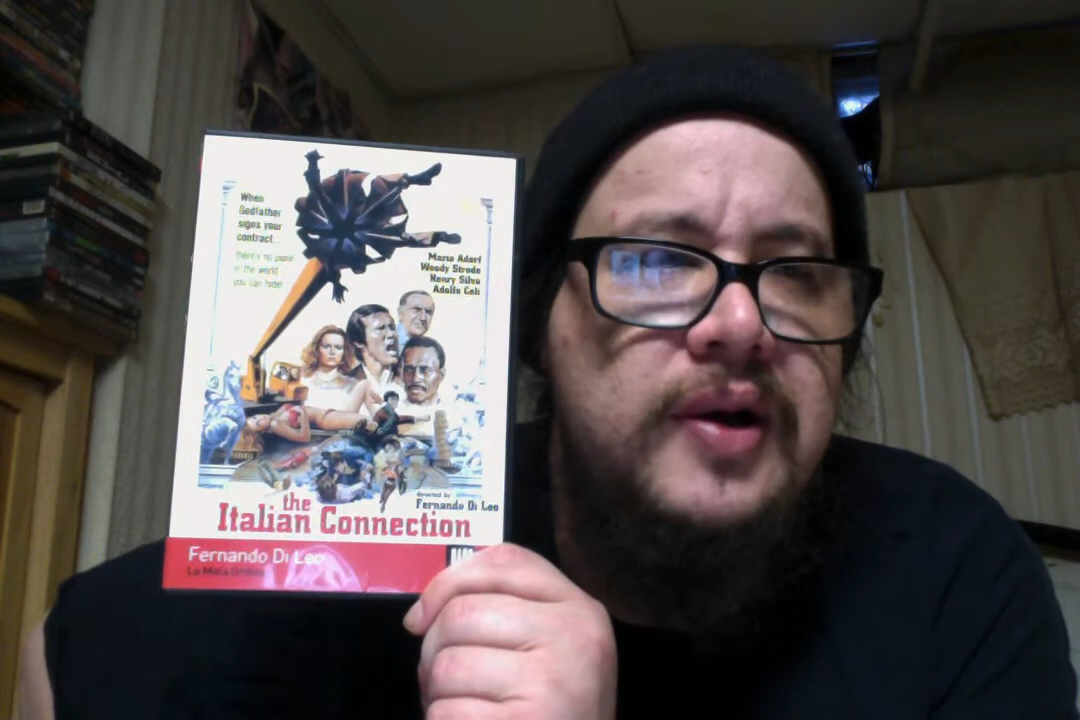 When
Godfather
signs your
contract...
there's no place
in the world
you can hide!
Mario Adorf
Woody Strode
Henry Silva
Adolfo Celi
directed by
Fernando Di Leo
the
Italian Connection
Fernando Di Leo
La Mala Ordina